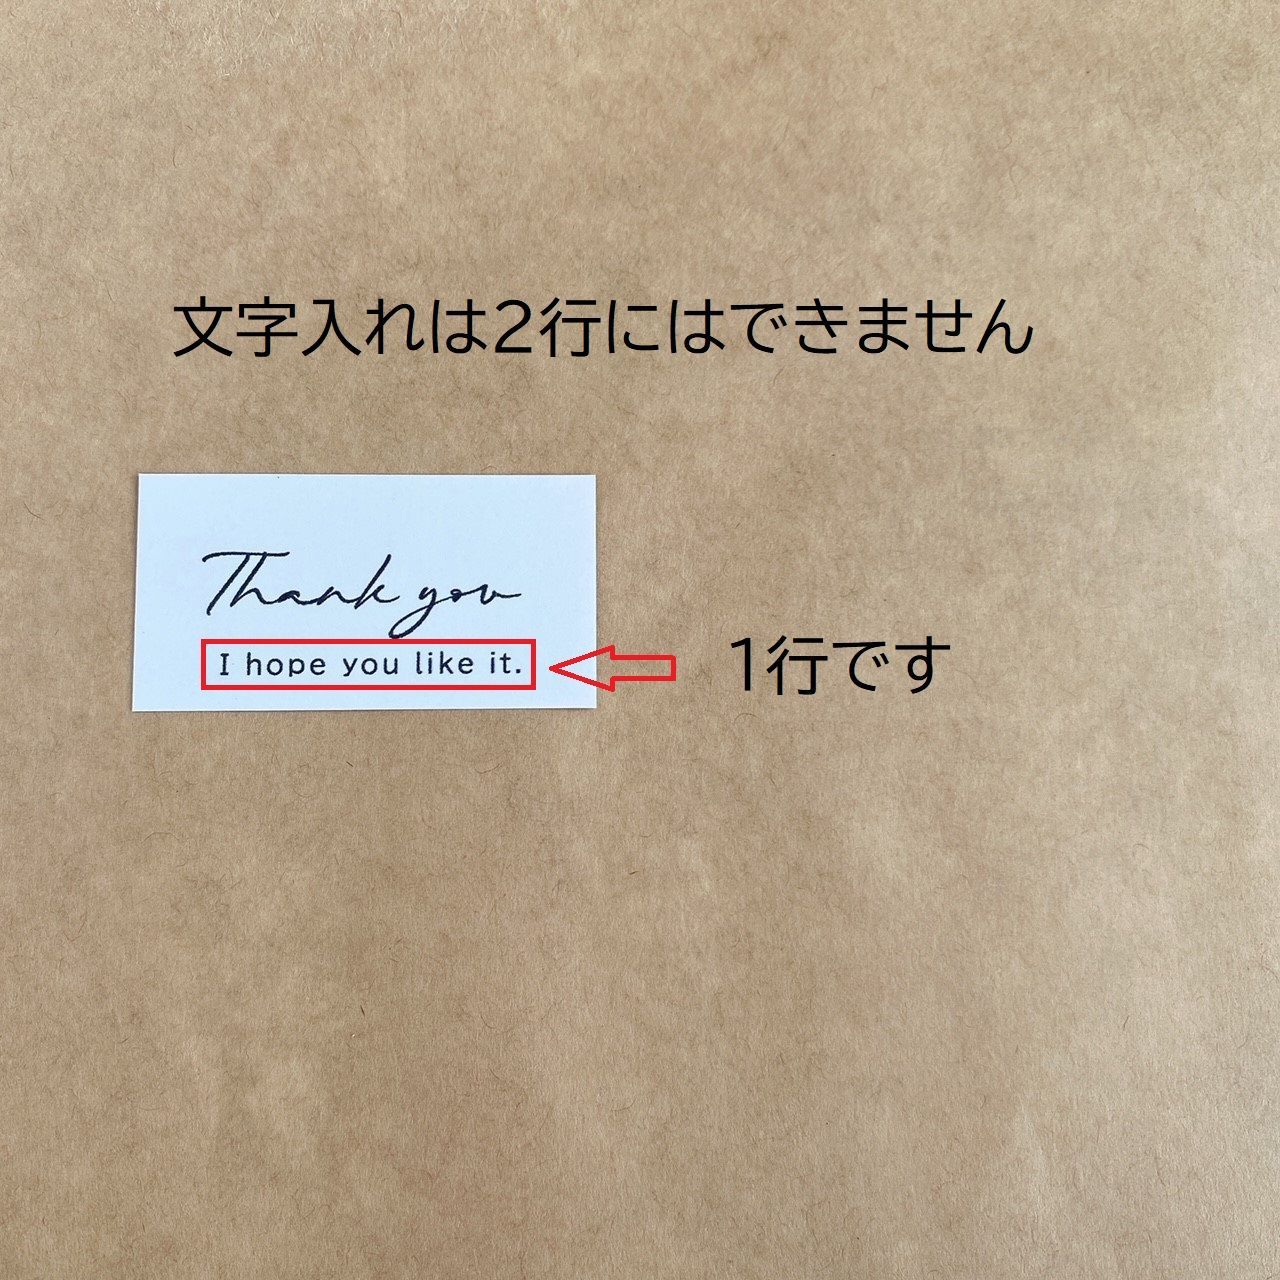 文字入れは2行にはできません
Thank you
I hope you like it.
1行です